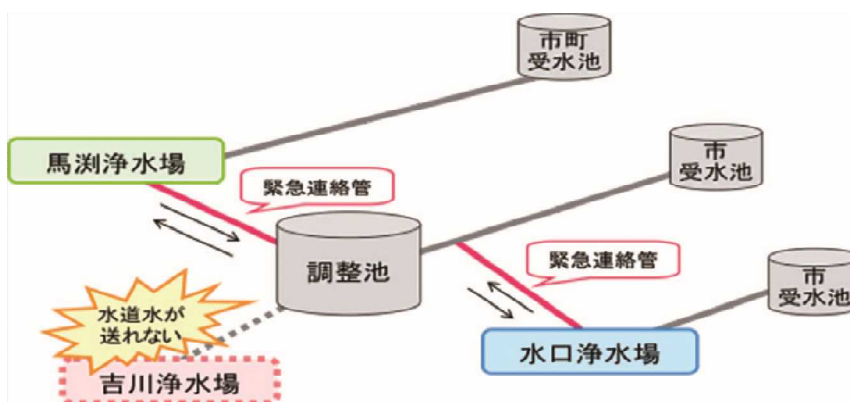 市町
受水池
馬渕浄水場
緊急連絡管
市
受水池
調整池
緊急連絡管
市
受水池
水道水が
送れない
吉川浄水場
水口浄水場